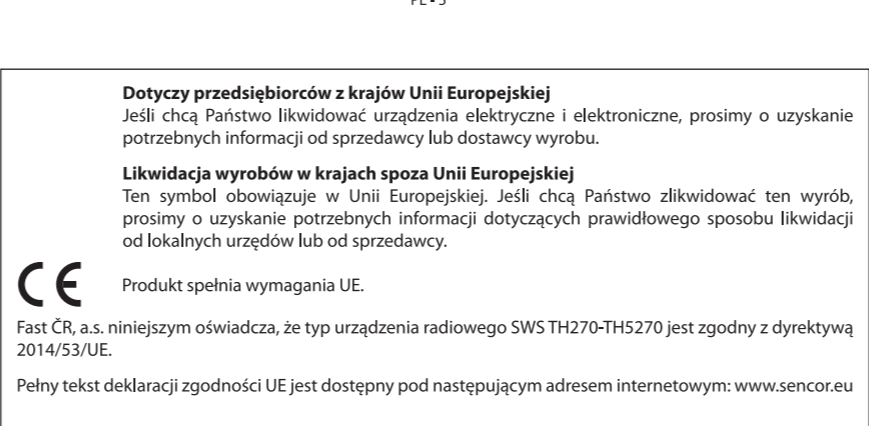 PL - 5
Dotyczy przedsiębiorców z krajów Unii Europejskiej
Jeśli chcą Państwo likwidować urządzenia elektryczne i elektroniczne, prosimy o uzyskanie
potrzebnych informacji od sprzedawcy lub dostawcy wyrobu.
Likwidacja wyrobów w krajach spoza Unii Europejskiej
Ten symbol obowiązuje w Unii Europejskiej. Jeśli chcą Państwo zlikwidować ten wyrób,
prosimy o uzyskanie potrzebnych informacji dotyczących prawidłowego sposobu likwidacji
od lokalnych urzędów lub od sprzedawcy.
CE Produkt spełnia wymagania UE.
Fast ČR, a.s. niniejszym oświadcza, że typ urządzenia radiowego SWS TH270-TH5270 jest zgodny z dyrektywą
2014/53/UE.
Pełny tekst deklaracji zgodności UE jest dostępny pod następującym adresem internetowym: www.sencor.eu